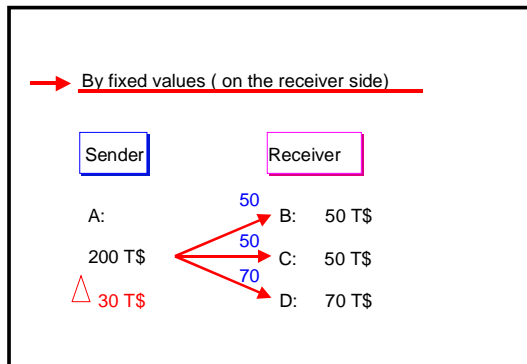 By fixed values ( on the receiver side)
Sender Receiver
50
A: B: 50 T$
50
200 T$ C: 50 T$
70
30 T$ D: 70 T$